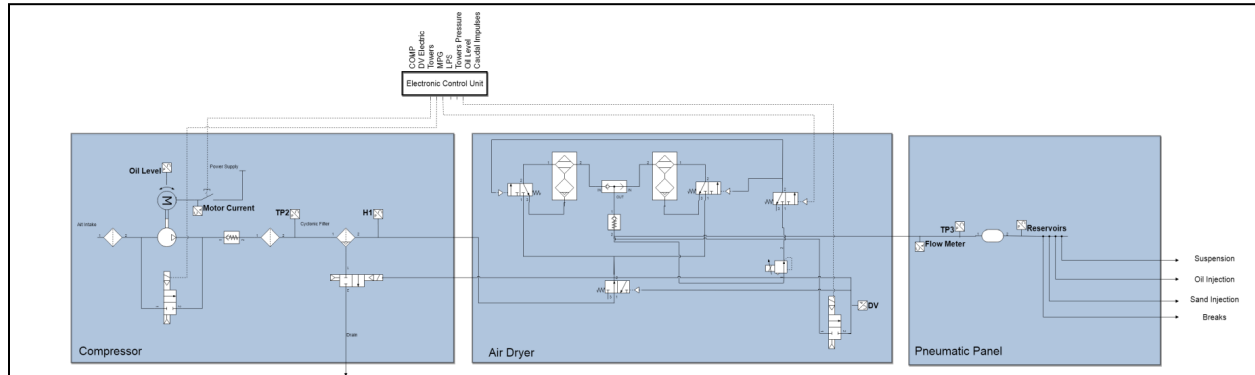 COMP
DV Electric
Towers
MPG
LPS
Towers Pressure
Oil Level
Caudal Impulses
Electronic Control Unit
Oil Level
Power Supply
M
Motor Current
TP2
H1
Air Intake
Cyclonic Filter
OUT
TP3
Reservoirs
Flow Meter
DV
Drain
Suspension
Oil Injection
Sand Injection
Breaks
Compressor
Air Dryer
Pneumatic Panel